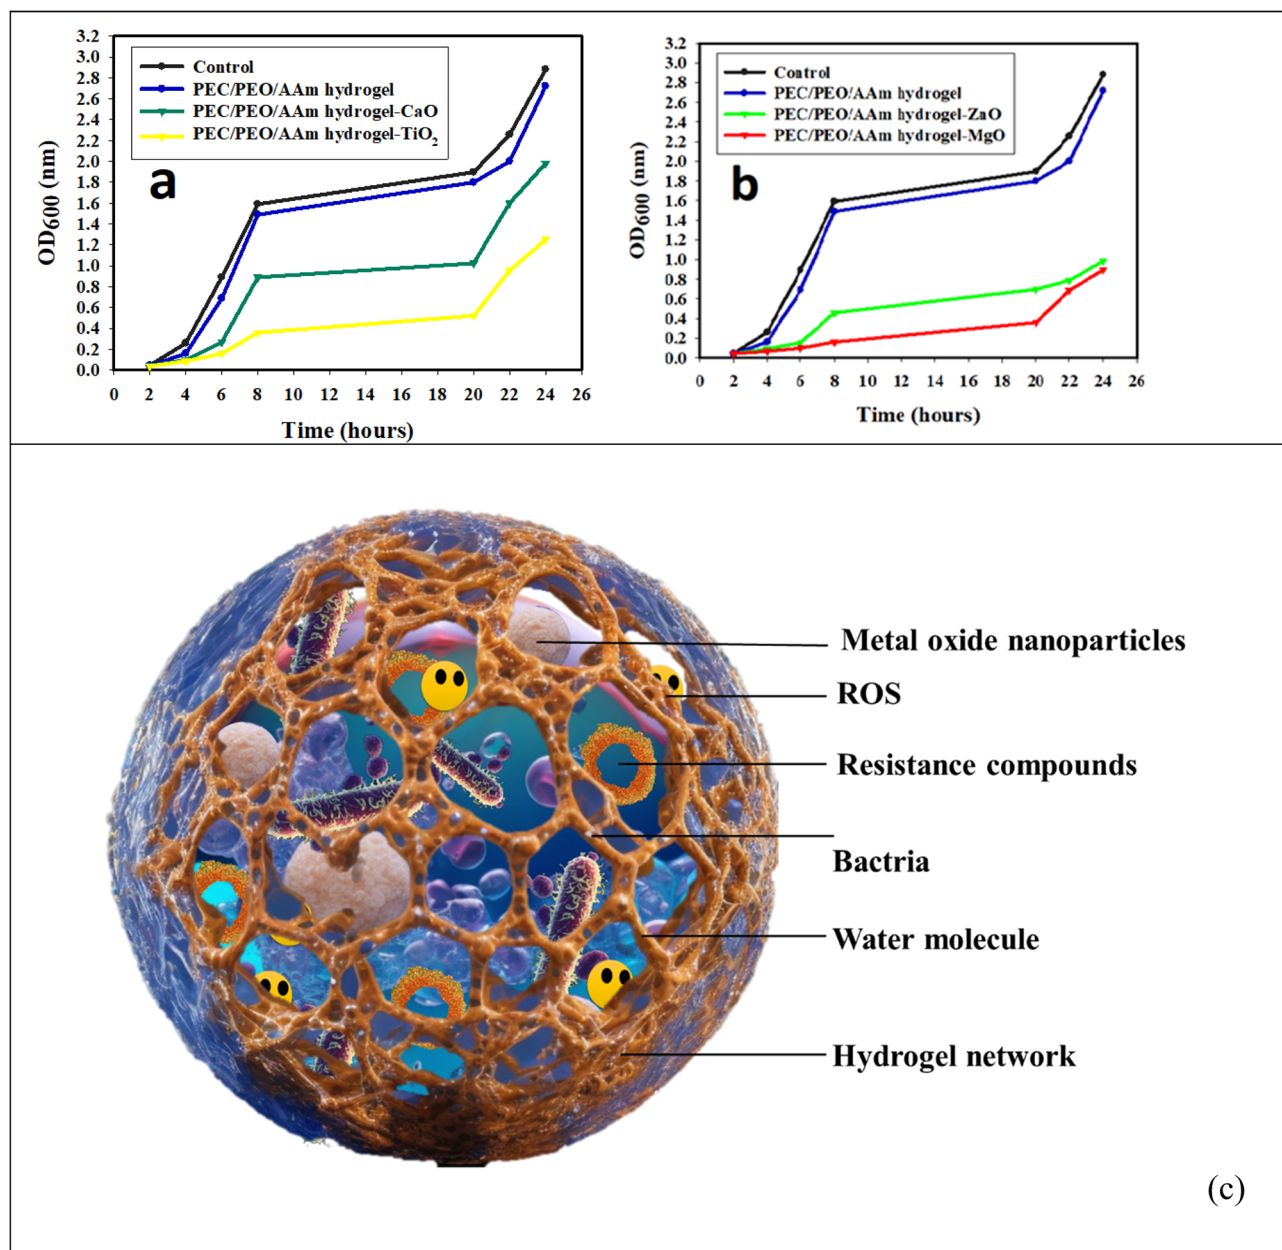 3.2
3.0
2.8
2.6
2.4
2.2
2.0
1.8
1.6
1.4
1.2
1.0
0.8
0.6
0.4
0.2
0.0
OD600 (nm)
Control
PEC/PEO/AAm hydrogel
PEC/PEO/AAm hydrogel-CaO
PEC/PEO/AAm hydrogel-TiO2
a
0 2 4 6 8 10 12 14 16 18 20 22 24 26
Time (hours)
3.2
3.0
2.8
2.6
2.4
2.2
2.0
1.8
1.6
1.4
1.2
1.0
0.8
0.6
0.4
0.2
0.0
OD600 (nm)
Control
PEC/PEO/AAm hydrogel
PEC/PEO/AAm hydrogel-ZnO
PEC/PEO/AAm hydrogel-MgO
b
0 2 4 6 8 10 12 14 16 18 20 22 24 26
Time (hours)
Metal oxide nanoparticles
ROS
Resistance compounds
Bactria
Water molecule
Hydrogel network
(c)